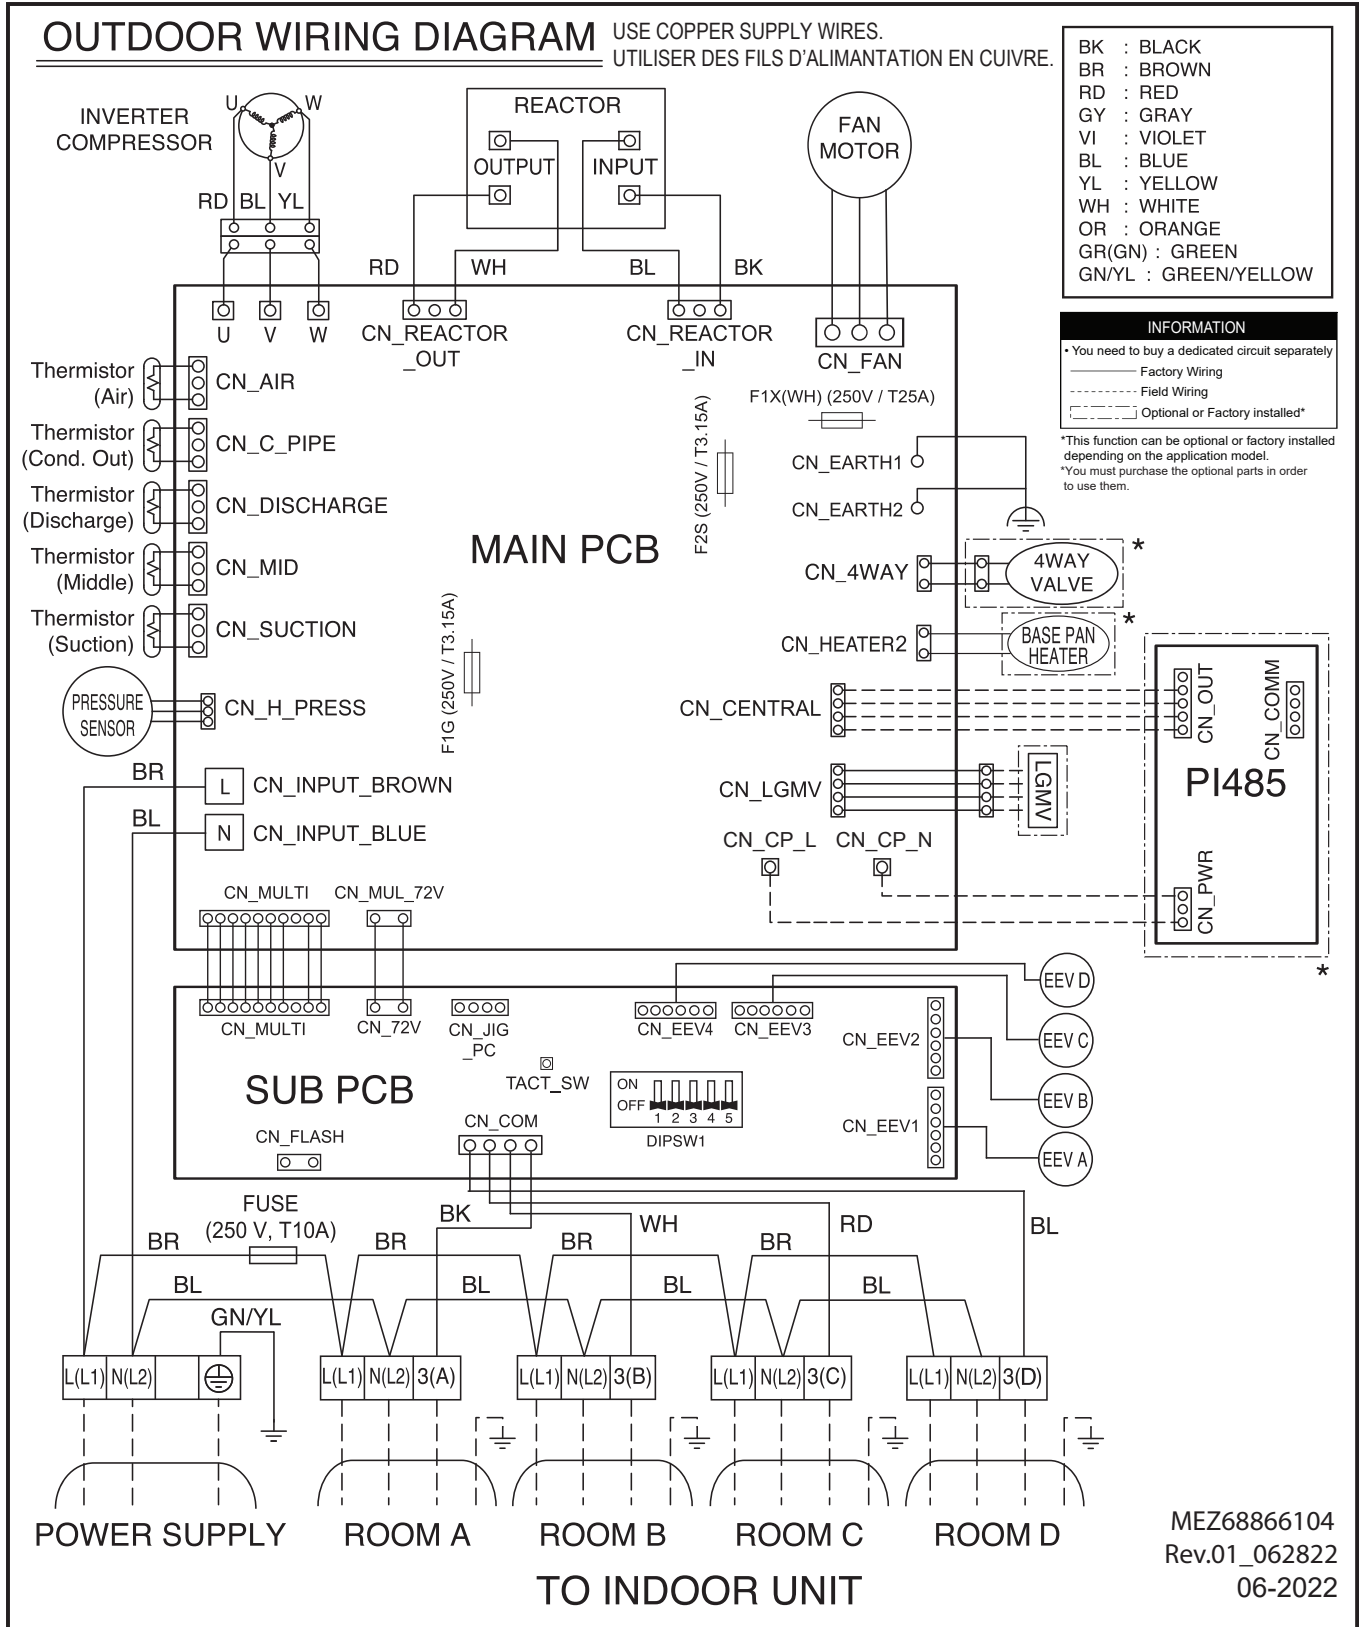 OUTDOOR WIRING DIAGRAM
USE COPPER SUPPLY WIRES.
UTILISER DES FILS D'ALIMANTATION EN CUIVRE.
BK : BLACK
BR : BROWN
RD : RED
GY : GRAY
VI : VIOLET
BL : BLUE
YL : YELLOW
WH : WHITE
OR : ORANGE
GR(GN) : GREEN
GN/YL : GREEN/YELLOW
INFORMATION
• You need to buy a dedicated circuit separately
Factory Wiring
Field Wiring
Optional or Factory installed*
*This function can be optional or factory installed
depending on the application model.
*You must purchase the optional parts in order
to use them.
INVERTER
COMPRESSOR
U
W
V
RD BL YL
REACTOR
OUTPUT
INPUT
FAN
MOTOR
RD
WH
BL
BK
U
V
W
CN_REACTOR
_OUT
CN_REACTOR
_IN
CN_FAN
Thermistor
(Air)
CN_AIR
Thermistor
(Cond. Out)
CN_C_PIPE
Thermistor
(Discharge)
CN_DISCHARGE
Thermistor
(Middle)
CN_MID
Thermistor
(Suction)
CN_SUCTION
PRESSURE
SENSOR
CN_H_PRESS
F1X(WH) (250V / T25A)
F2S (250V / T3.15A)
F1G (250V / T3.15A)
MAIN PCB
CN_EARTH1
CN_EARTH2
CN_4WAY
4WAY
VALVE
*
CN_HEATER2
BASE PAN
HEATER
*
CN_CENTRAL
CN_OUT
CN_COMM
PI485
CN_PWR
*
CN_LGMV
LGMV
CN_CP_L
CN_CP_N
BR
L
CN_INPUT_BROWN
BL
N
CN_INPUT_BLUE
CN_MULTI
CN_MUL_72V
CN_MULTI
CN_72V
CN_JIG
_PC
CN_EEV4
CN_EEV3
CN_EEV2
CN_EEV1
EEV D
EEV C
EEV B
EEV A
SUB PCB
TACT_SW
ON
OFF
1 2 3 4 5
DIPSW1
CN_COM
CN_FLASH
FUSE
(250 V, T10A)
BK
WH
RD
BL
BR
BR
BR
BR
BL
BL
BL
BL
GN/YL
L(L1) N(L2)
L(L1) N(L2) 3(A)
L(L1) N(L2) 3(B)
L(L1) N(L2) 3(C)
L(L1) N(L2) 3(D)
POWER SUPPLY
ROOM A
ROOM B
ROOM C
ROOM D
TO INDOOR UNIT
MEZ68866104
Rev.01_062822
06-2022